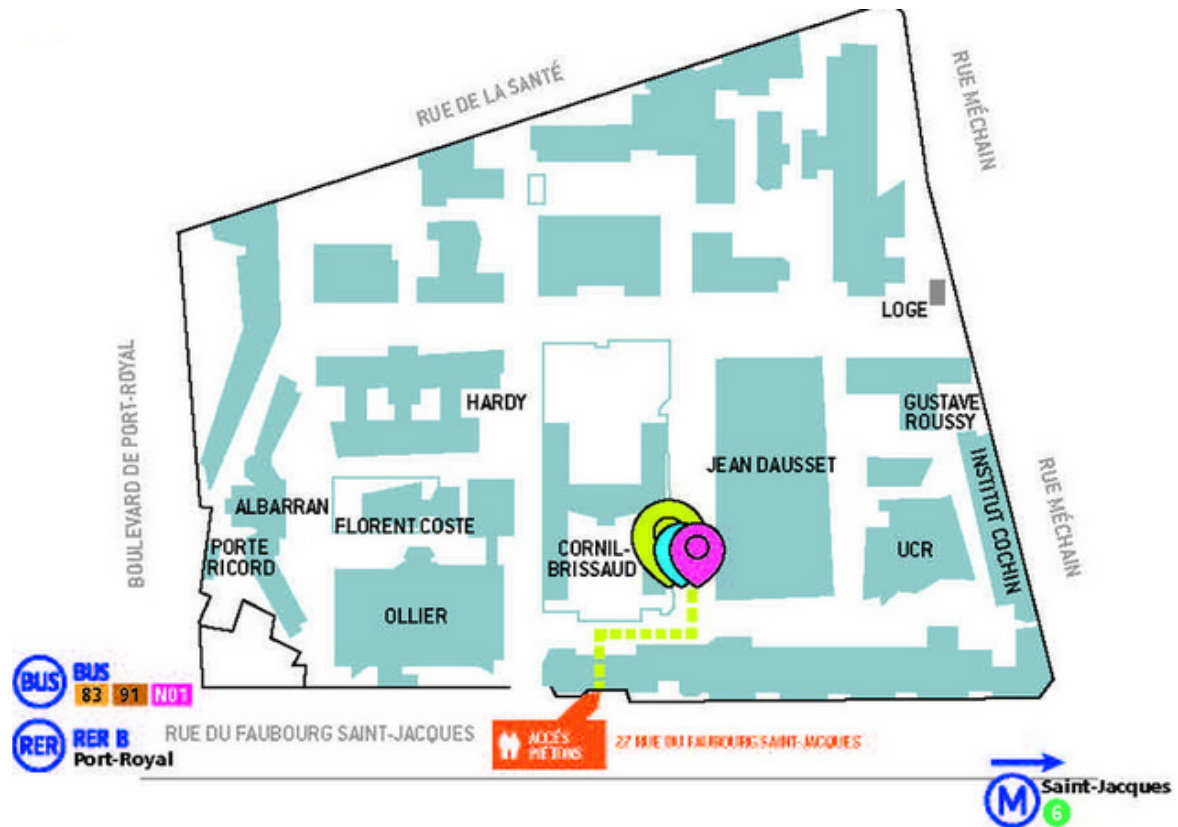 RUE DE LA SANTÉ
RUE MÉCHAIN
LOGE
BOULEVARD DE PORT-ROYAL
HARDY
GUSTAVE
ROUSSY
JEAN DAUSSET
INSTITUT COCHIN
RUE MÉCHAIN
ALBARRAN
FLORENT COSTE
PORTE
RICORD
CORNIL-
BRISSAUD
UCR
OLLIER
BUS
BUS
83 91 N01
RER
RER B
Port-Royal
RUE DU FAUBOURG SAINT-JACQUES
ACCÈS
PIÉTONS
27 RUE DU FAUBOURG SAINT-JACQUES
M
Saint-Jacques
6